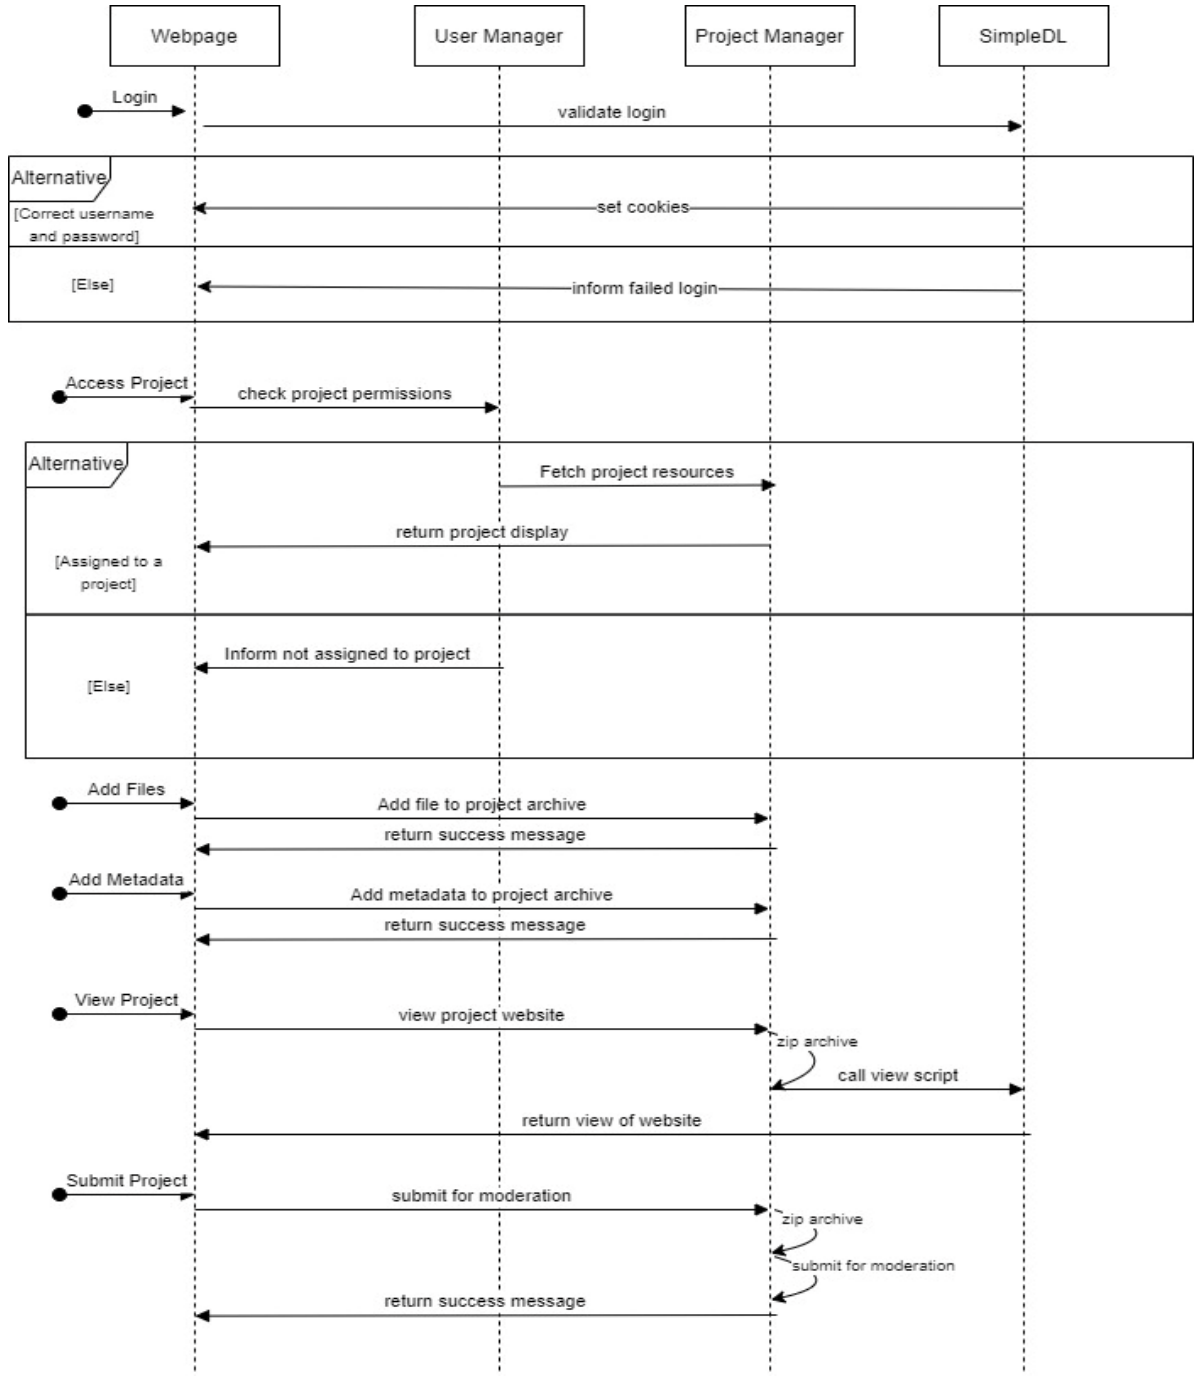 Webpage
User Manager
Project Manager
SimpleDL
Login
validate login
Alternative
[Correct username
and password]
set cookies
[Else]
inform failed login
Access Project
check project permissions
Alternative
Fetch project resources
return project display
[Assigned to a
project]
Inform not assigned to project
[Else]
Add Files
Add file to project archive
return success message
Add Metadata
Add metadata to project archive
return success message
View Project
view project website
zip archive
call view script
return view of website
Submit Project
submit for moderation
zip archive
submit for moderation
return success message